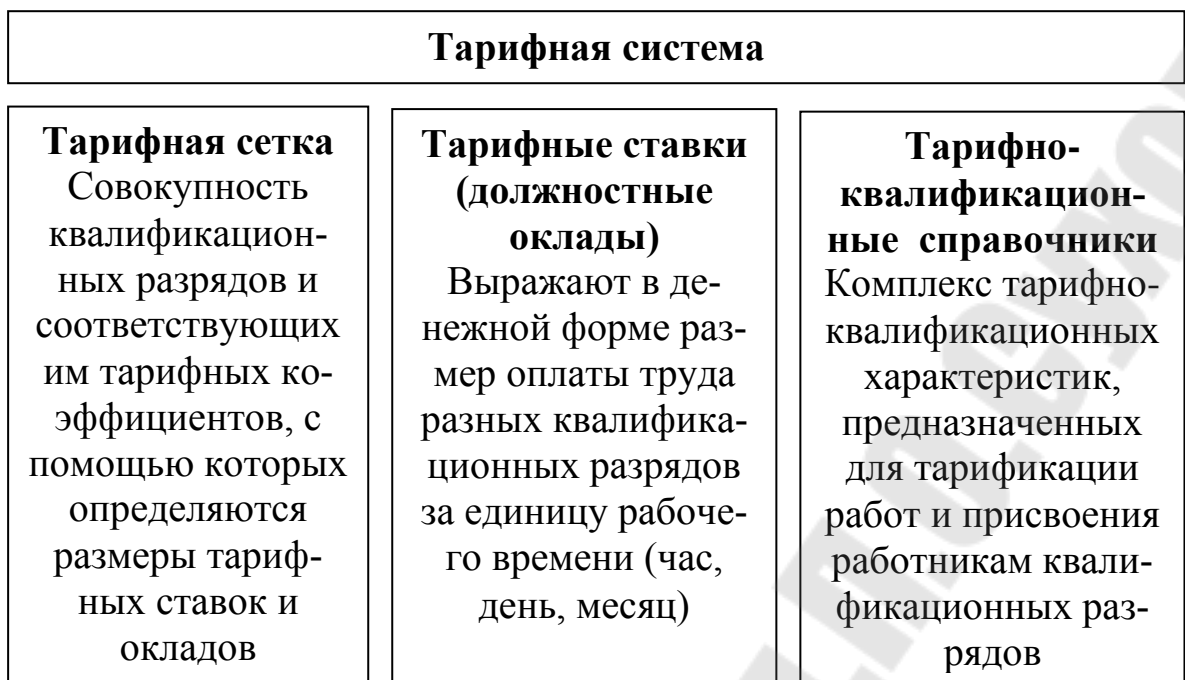 Тарифная система
Тарифная сетка
Совокупность
квалификацион-
ных разрядов и
соответствующих
им тарифных ко-
эффициентов, с
помощью которых
определяются
размеры тариф-
ных ставок и
окладов
Тарифные ставки
(должностные
оклады)
Выражают в де-
нежной форме раз-
мер оплаты труда
разных квалифика-
ционных разрядов
за единицу рабоче-
го времени (час,
день, месяц)
Тарифно-
квалификацион-
ные справочники
Комплекс тарифно-
квалификационных
характеристик,
предназначенных
для тарификации
работ и присвоения
работникам квали-
фикационных раз-
рядов